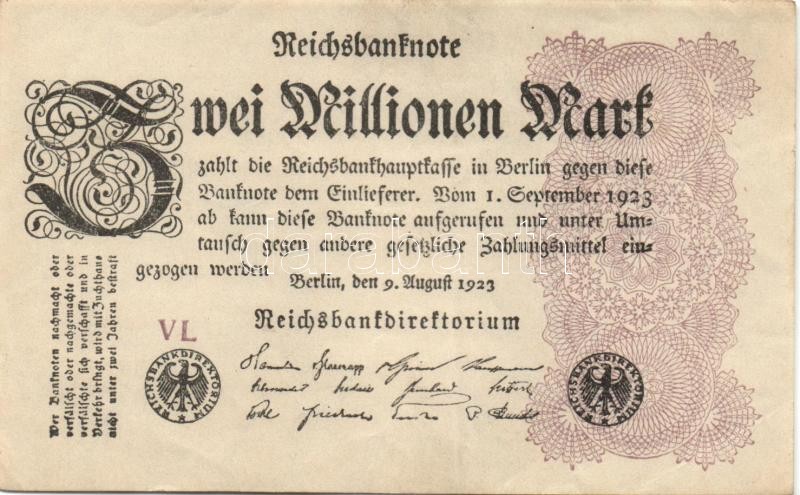 Reichsbanknote
Zwei Millionen Mark
zahlt die Reichsbankhauptkasse in Berlin gegen diese
Banknote dem Einlieferer. Vom 1. September 1923
ab kann diese Banknote aufgerufen und unter Um-
tausch gegen andere gesetzliche Zahlungsmittel ein-
gezogen werden
Berlin, den 9. August 1923
Reichsbankdirektorium
VL
Wer Banknoten nachmacht oder
verfälscht oder nachgemachte oder
verfälschte sich verschafft und in
Verkehr bringt, wird mit Zuchthaus
nicht unter zwei Jahren bestraft
REICHSBANKDIREKTORIUM
REICHSBANKDIREKTORIUM